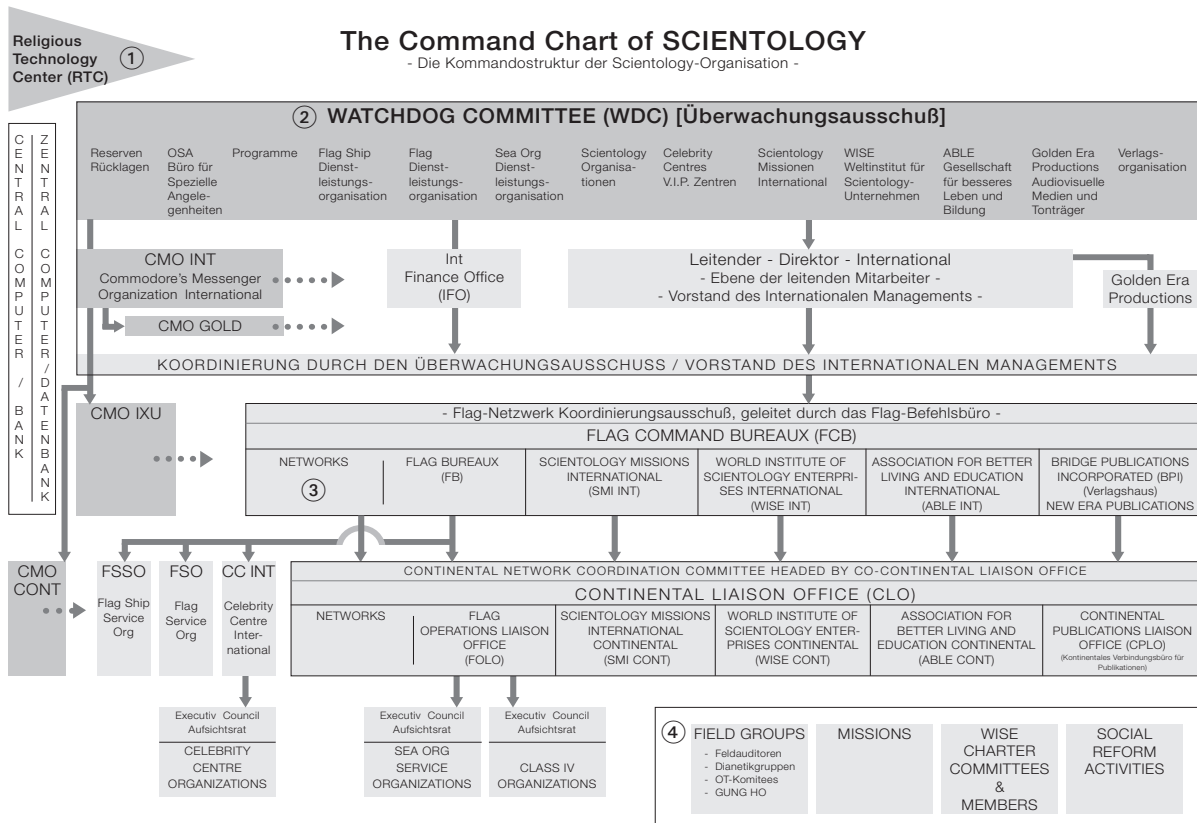 Religious
Technology
Center (RTC)
①
The Command Chart of SCIENTOLOGY
- Die Kommandostruktur der Scientology-Organisation -
CENTRAL COMPUTER / BANK
ZENTRAL COMPUTER/DATENBANK
② WATCHDOG COMMITTEE (WDC) [Überwachungsausschuß]
Reserven
Rücklagen
OSA
Büro für
Spezielle
Angele-
genheiten
Programme
Flag Ship
Dienst-
leistungs-
organisation
Flag
Dienst-
leistungs-
organisation
Sea Org
Dienst-
leistungs-
organisation
Scientology
Organisa-
tionen
Celebrity
Centres
V.I.P. Zentren
Scientology
Missionen
International
WISE
Weltinstitut für
Scientology-
Unternehmen
ABLE
Gesellschaft
für besseres
Leben und
Bildung
Golden Era
Productions
Audiovisuelle
Medien und
Tonträger
Verlags-
organisation
CMO INT
Commodore's Messenger
Organization International
CMO GOLD
Int
Finance Office
(IFO)
Leitender - Direktor - International
- Ebene der leitenden Mitarbeiter -
- Vorstand des Internationalen Managements -
Golden Era
Productions
KOORDINIERUNG DURCH DEN ÜBERWACHUNGSAUSSCHUSS / VORSTAND DES INTERNATIONALEN MANAGEMENTS
CMO IXU
- Flag-Netzwerk Koordinierungsausschuß, geleitet durch das Flag-Befehlsbüro -
FLAG COMMAND BUREAUX (FCB)
NETWORKS
③
FLAG BUREAUX
(FB)
SCIENTOLOGY MISSIONS
INTERNATIONAL
(SMI INT)
WORLD INSTITUTE OF
SCIENTOLOGY ENTERPRI-
SES INTERNATIONAL
(WISE INT)
ASSOCIATION FOR BETTER
LIVING AND EDUCATION
INTERNATIONAL
(ABLE INT)
BRIDGE PUBLICATIONS
INCORPORATED (BPI)
(Verlagshaus)
NEW ERA PUBLICATIONS
CMO
CONT
FSSO
Flag Ship
Service
Org
FSO
Flag
Service
Org
CC INT
Celebrity
Centre
Inter-
national
CONTINENTAL NETWORK COORDINATION COMMITTEE HEADED BY CO-CONTINENTAL LIAISON OFFICE
CONTINENTAL LIAISON OFFICE (CLO)
NETWORKS
FLAG
OPERATIONS LIAISON
OFFICE
(FOLO)
SCIENTOLOGY MISSIONS
INTERNATIONAL
CONTINENTAL
(SMI CONT)
WORLD INSTITUTE OF
SCIENTOLOGY ENTER-
PRISES CONTINENTAL
(WISE CONT)
ASSOCIATION FOR
BETTER LIVING AND
EDUCATION CONTINENTAL
(ABLE CONT)
CONTINENTAL
PUBLICATIONS LIAISON
OFFICE (CPLO)
(Kontinentales Verbindungsbüro für
Publikationen)
Executiv Council
Aufsichtsrat
CELEBRITY
CENTRE
ORGANIZATIONS
Executiv Council
Aufsichtsrat
SEA ORG
SERVICE
ORGANIZATIONS
Executiv Council
Aufsichtsrat
CLASS IV
ORGANIZATIONS
④ FIELD GROUPS
- Feldauditoren
- Dianetikgruppen
- OT-Komitees
- GUNG HO
MISSIONS
WISE
CHARTER
COMMITTEES
&
MEMBERS
SOCIAL
REFORM
ACTIVITIES